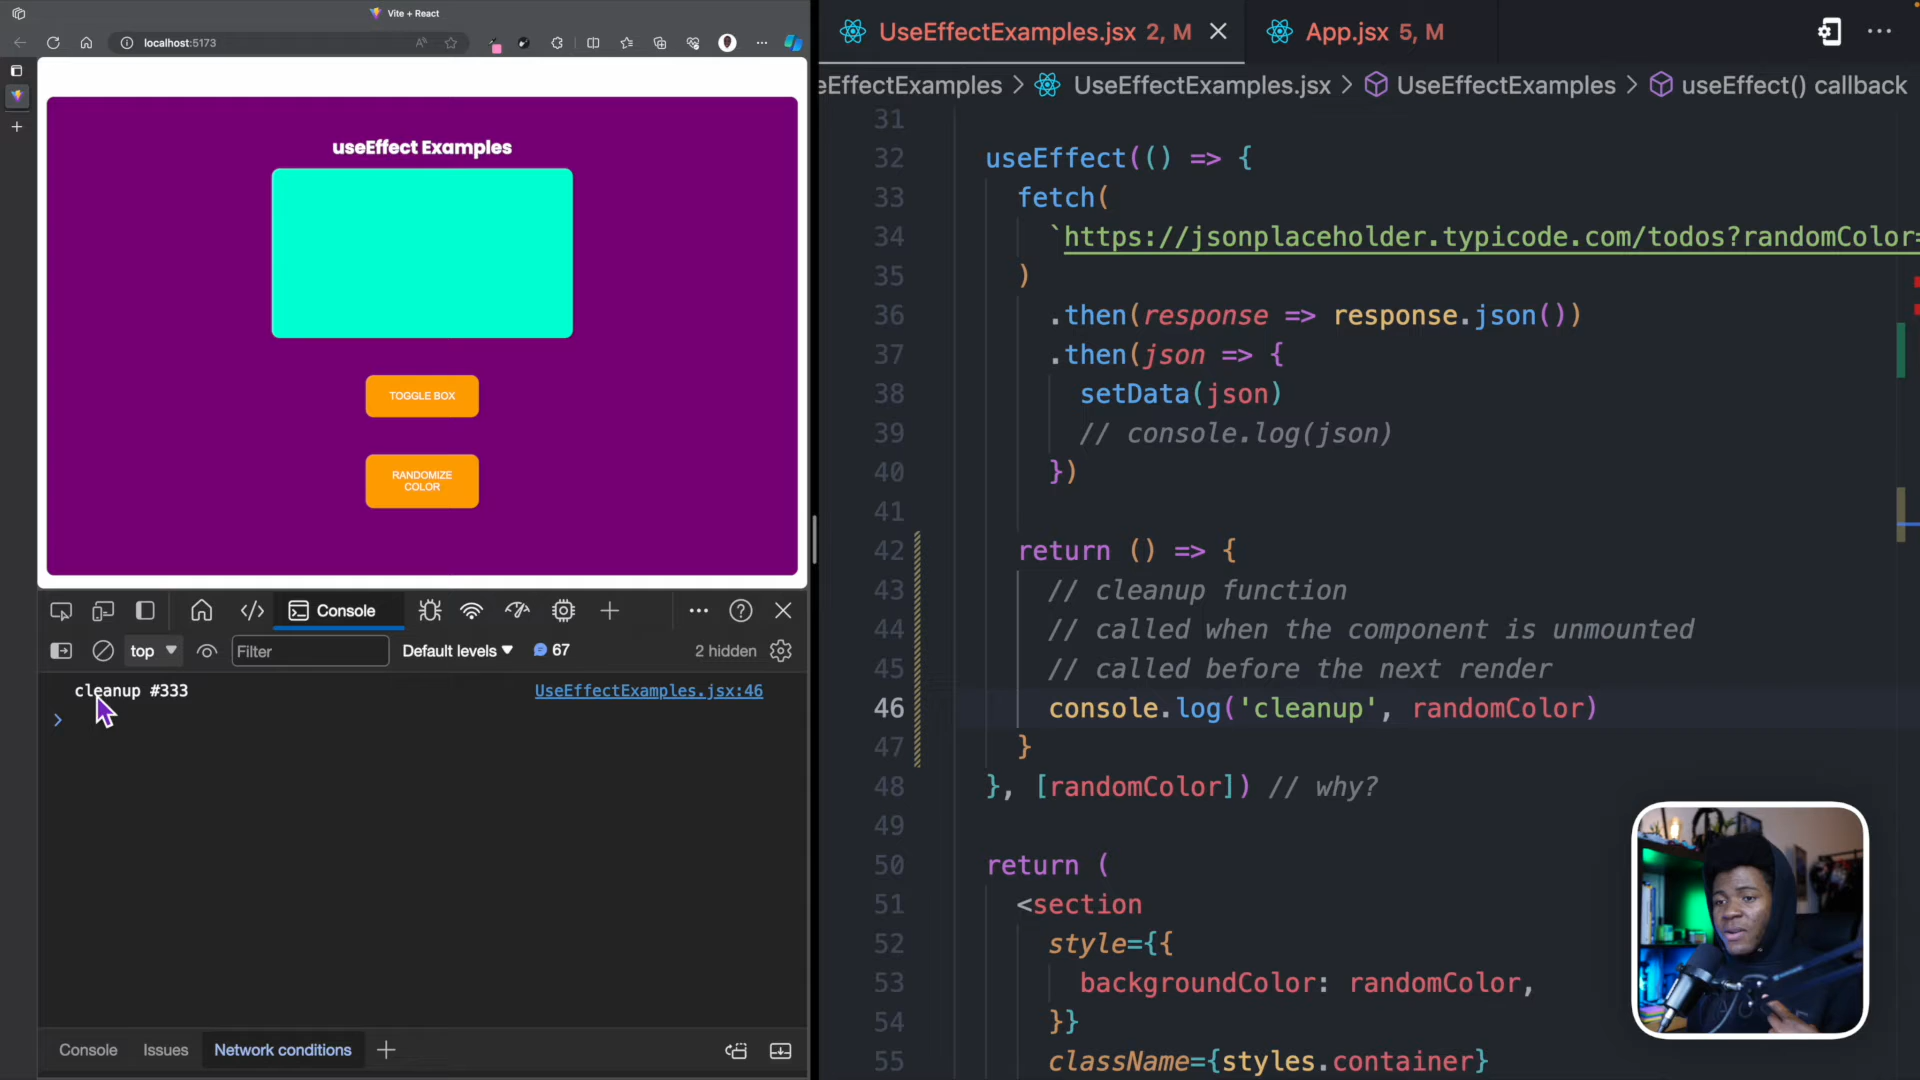 Vite + React
localhost:5173
useEffect Examples
TOGGLE BOX
RANDOMIZE
COLOR
Console
top
Filter
Default levels
67
2 hidden
cleanup #333
UseEffectExamples.jsx:46
Console
Issues
Network conditions
UseEffectExamples.jsx 2, M
App.jsx 5, M
eEffectExamples > UseEffectExamples.jsx > UseEffectExamples > useEffect() callback
31
32 useEffect(() => {
33 fetch(
34 `https://jsonplaceholder.typicode.com/todos?randomColor=
35 )
36 .then(response => response.json())
37 .then(json => {
38 setData(json)
39 // console.log(json)
40 })
41
42 return () => {
43 // cleanup function
44 // called when the component is unmounted
45 // called before the next render
46 console.log('cleanup', randomColor)
47 }
48 }, [randomColor]) // why?
49
50 return (
51 <section
52 style={{
53 backgroundColor: randomColor,
54 }}
55 className={styles.container}